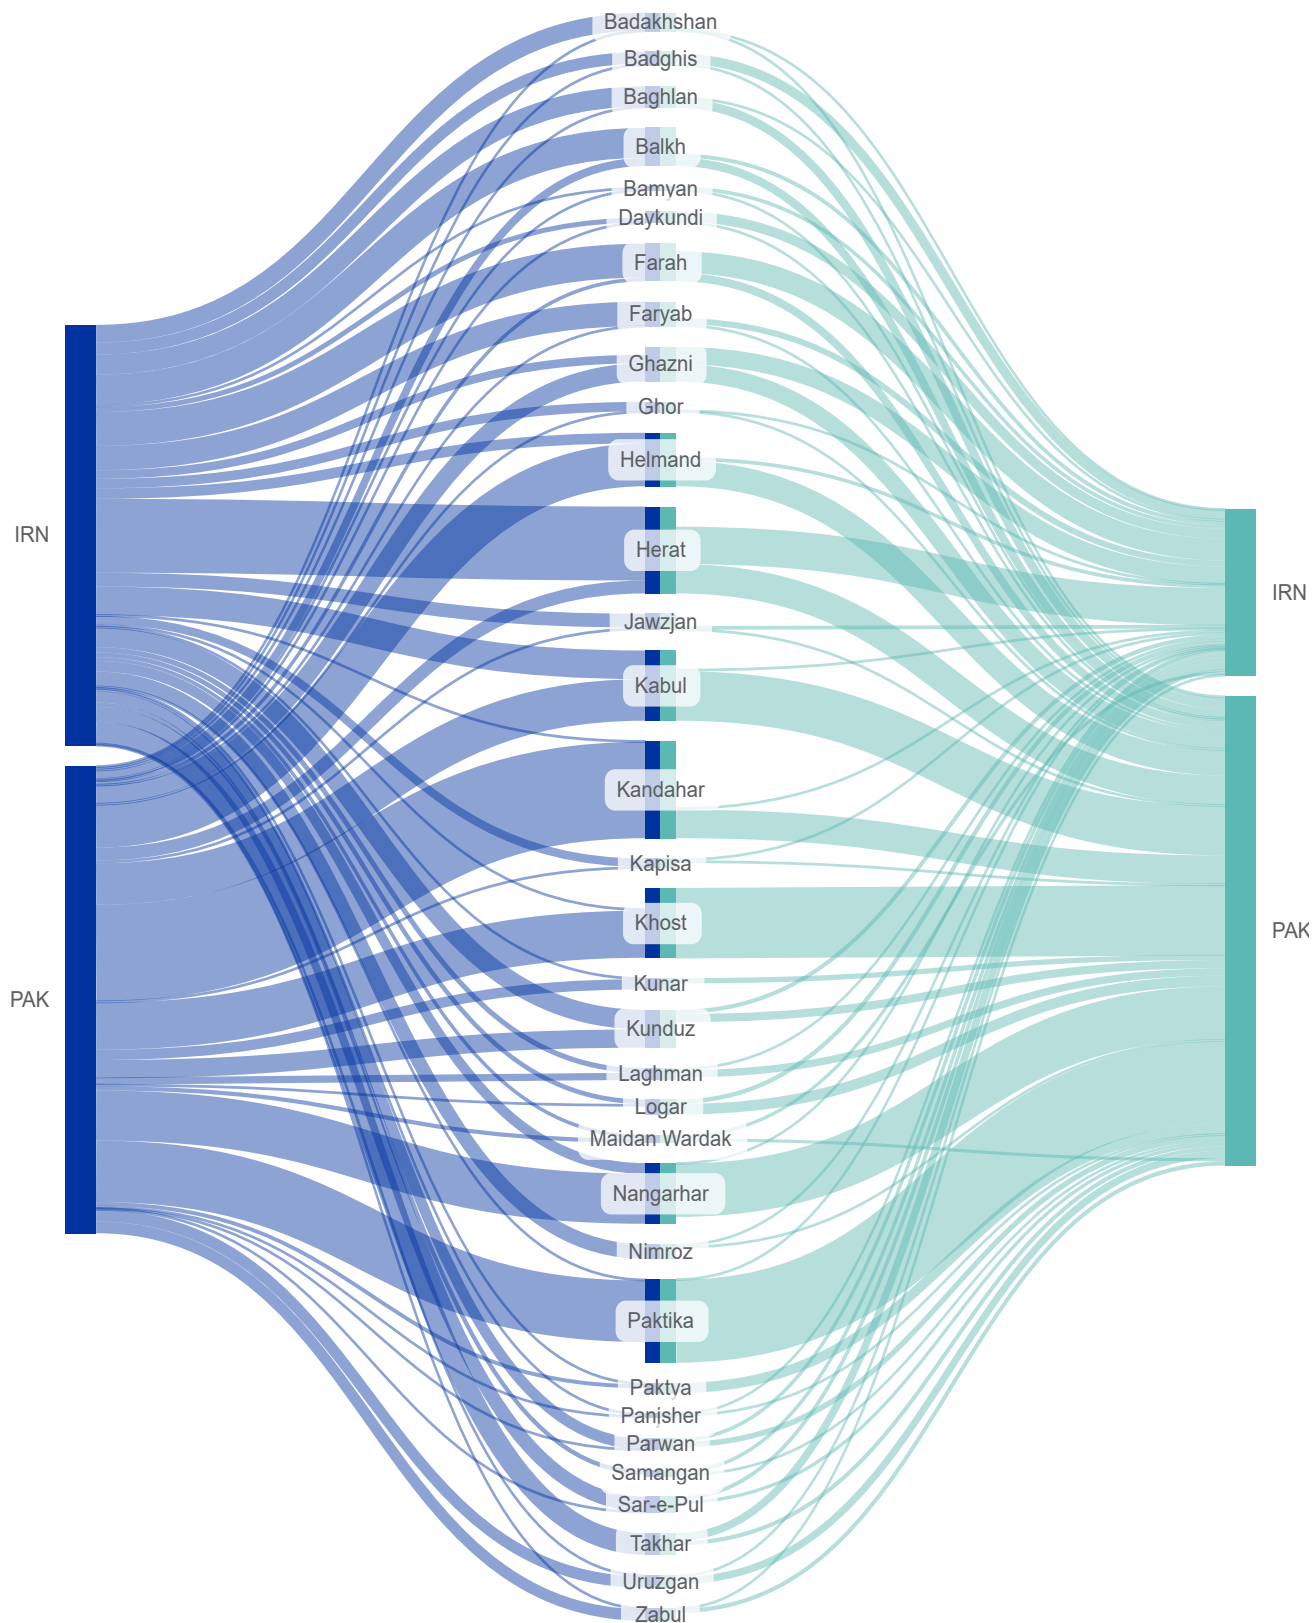 Badakhshan
Badghis
Baghlan
Balkh
Bamyan
Daykundi
Farah
Faryab
Ghazni
Ghor
Helmand
IRN
Herat
IRN
Jawzjan
Kabul
Kandahar
Kapisa
Khost
PAK
Kunar
PAK
Kunduz
Laghman
Logar
Maidan Wardak
Nangarhar
Nimroz
Paktika
Paktya
Panjsher
Parwan
Samangan
Sar-e-Pul
Takhar
Uruzgan
Zabul